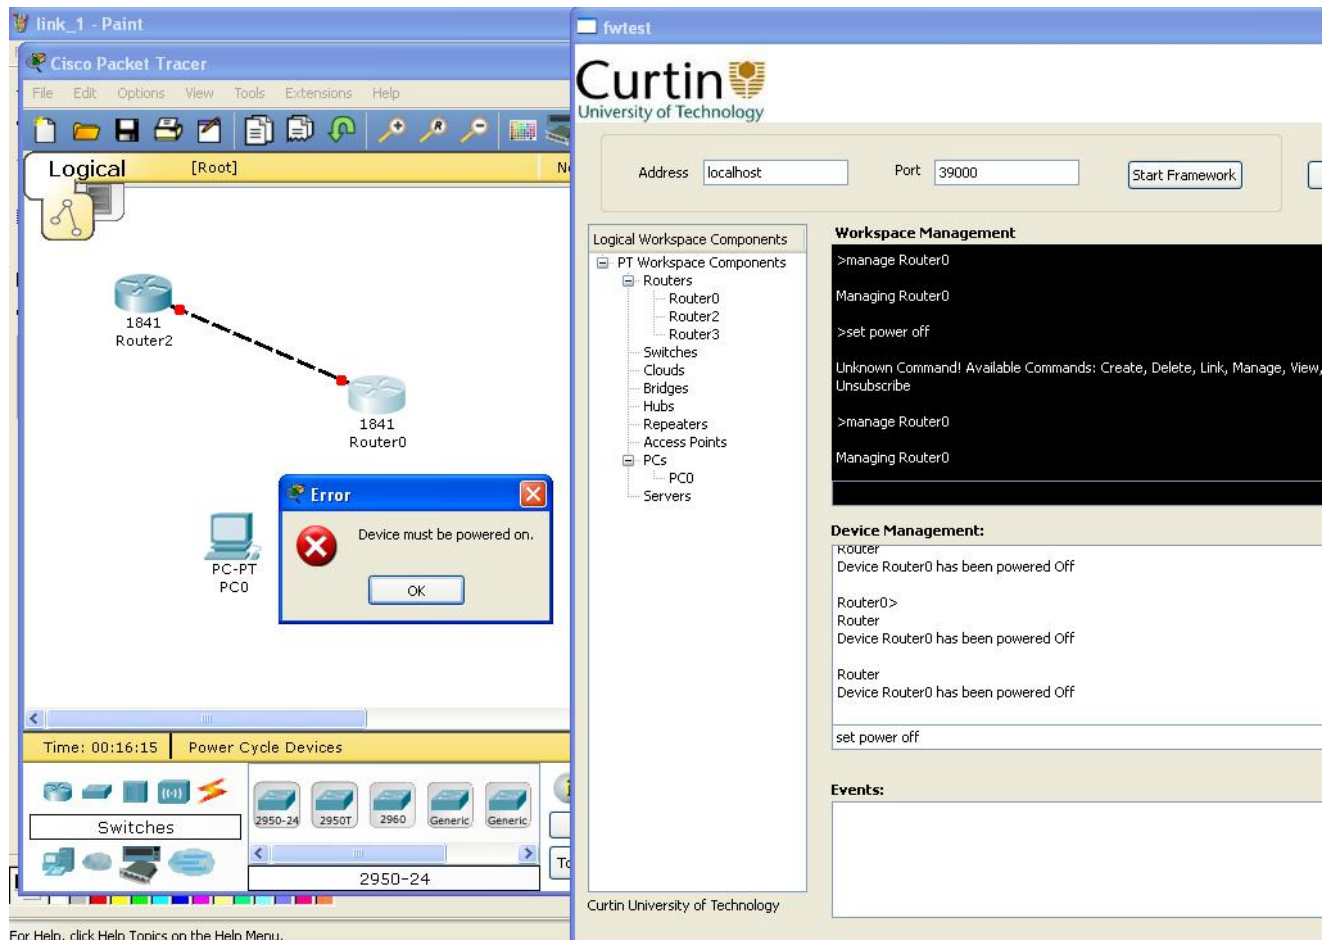 link_1 - Paint
Cisco Packet Tracer
File Edit Options View Tools Extensions Help
Logical [Root]
1841
Router2
1841
Router0
PC-PT
PC0
Error
Device must be powered on.
OK
Time: 00:16:15 Power Cycle Devices
Switches
2950-24 2950T 2960 Generic Generic
2950-24
For Help, click Help Topics on the Help Menu.
fwtest
Curtin
University of Technology
Address localhost Port 39000 Start Framework
Logical Workspace Components
PT Workspace Components
Routers
Router0
Router2
Router3
Switches
Clouds
Bridges
Hubs
Repeaters
Access Points
PCs
PC0
Servers
Curtin University of Technology
Workspace Management
>manage Router0
Managing Router0
>set power off
Unknown Command! Available Commands: Create, Delete, Link, Manage, View,
Unsubscribe
>manage Router0
Managing Router0
Device Management:
Router
Device Router0 has been powered Off
Router0>
Router
Device Router0 has been powered Off
Router
Device Router0 has been powered Off
set power off
Events: